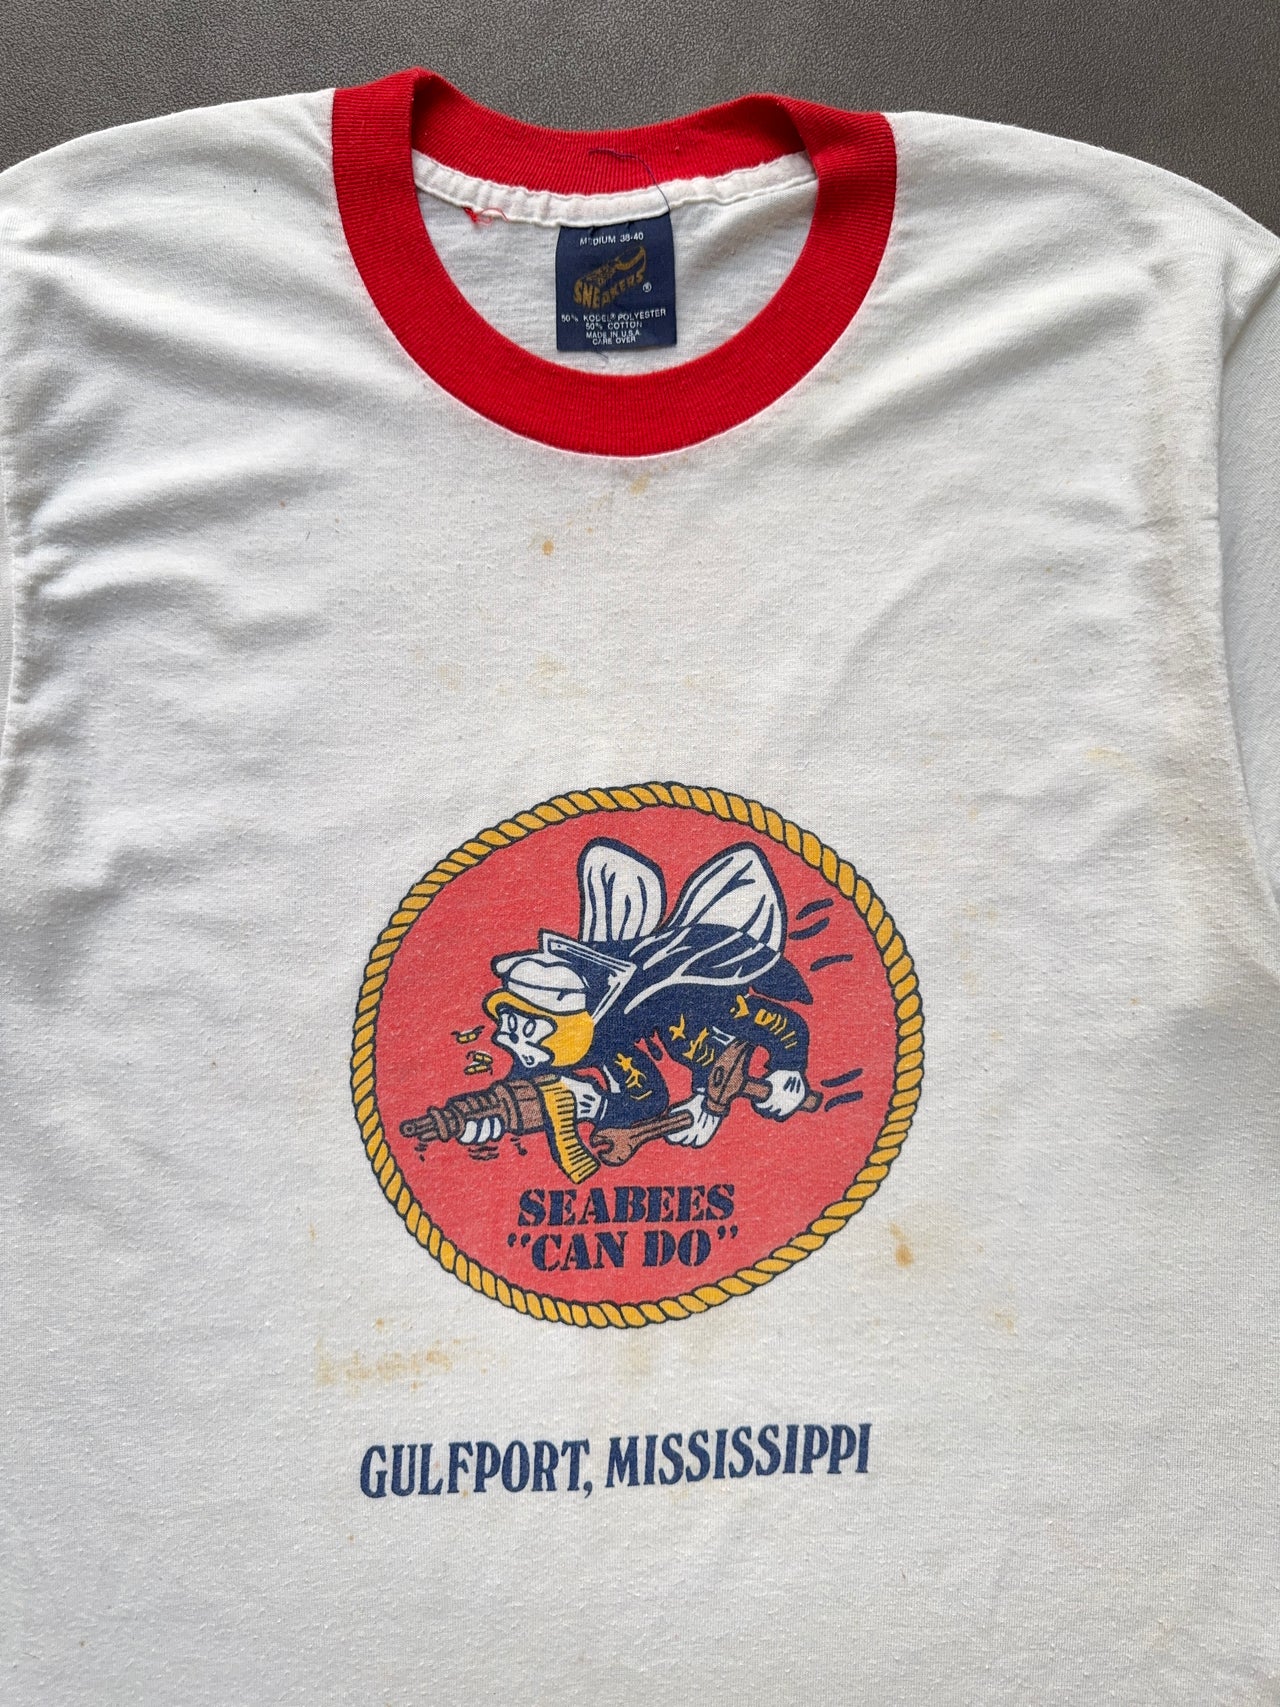 MEDIUM 38-40
SNEAKERS ®
50% KODEL® POLYESTER
50% COTTON
MADE IN U.S.A.
CARE OVER
SEABEES
"CAN DO"
GULFPORT, MISSISSIPPI